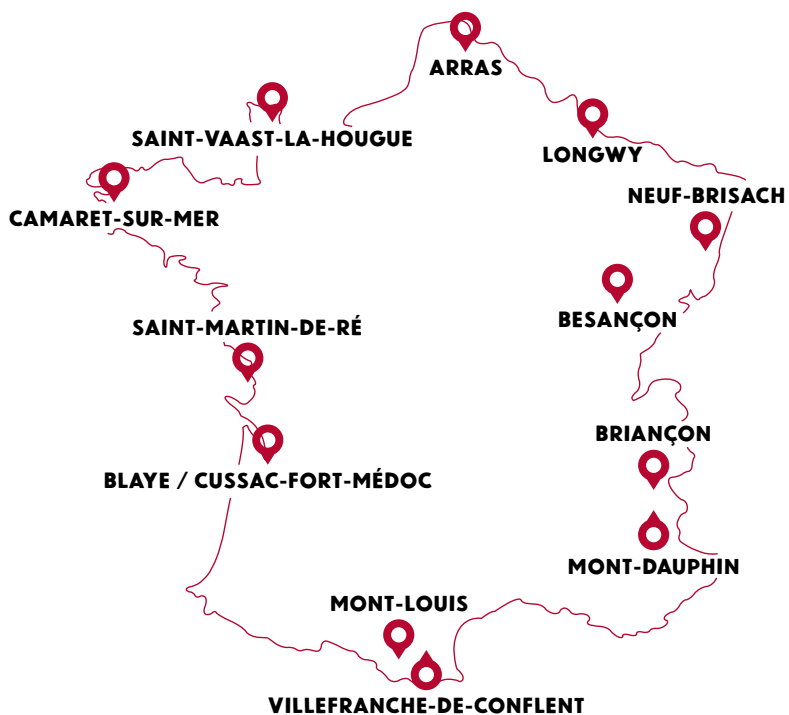 ARRAS
SAINT-VAAST-LA-HOUGUE
LONGWY
NEUF-BRISACH
CAMARET-SUR-MER
BESANÇON
SAINT-MARTIN-DE-RÉ
BRIANÇON
BLAYE / CUSSAC-FORT-MÉDOC
MONT-DAUPHIN
MONT-LOUIS
VILLEFRANCHE-DE-CONFLENT